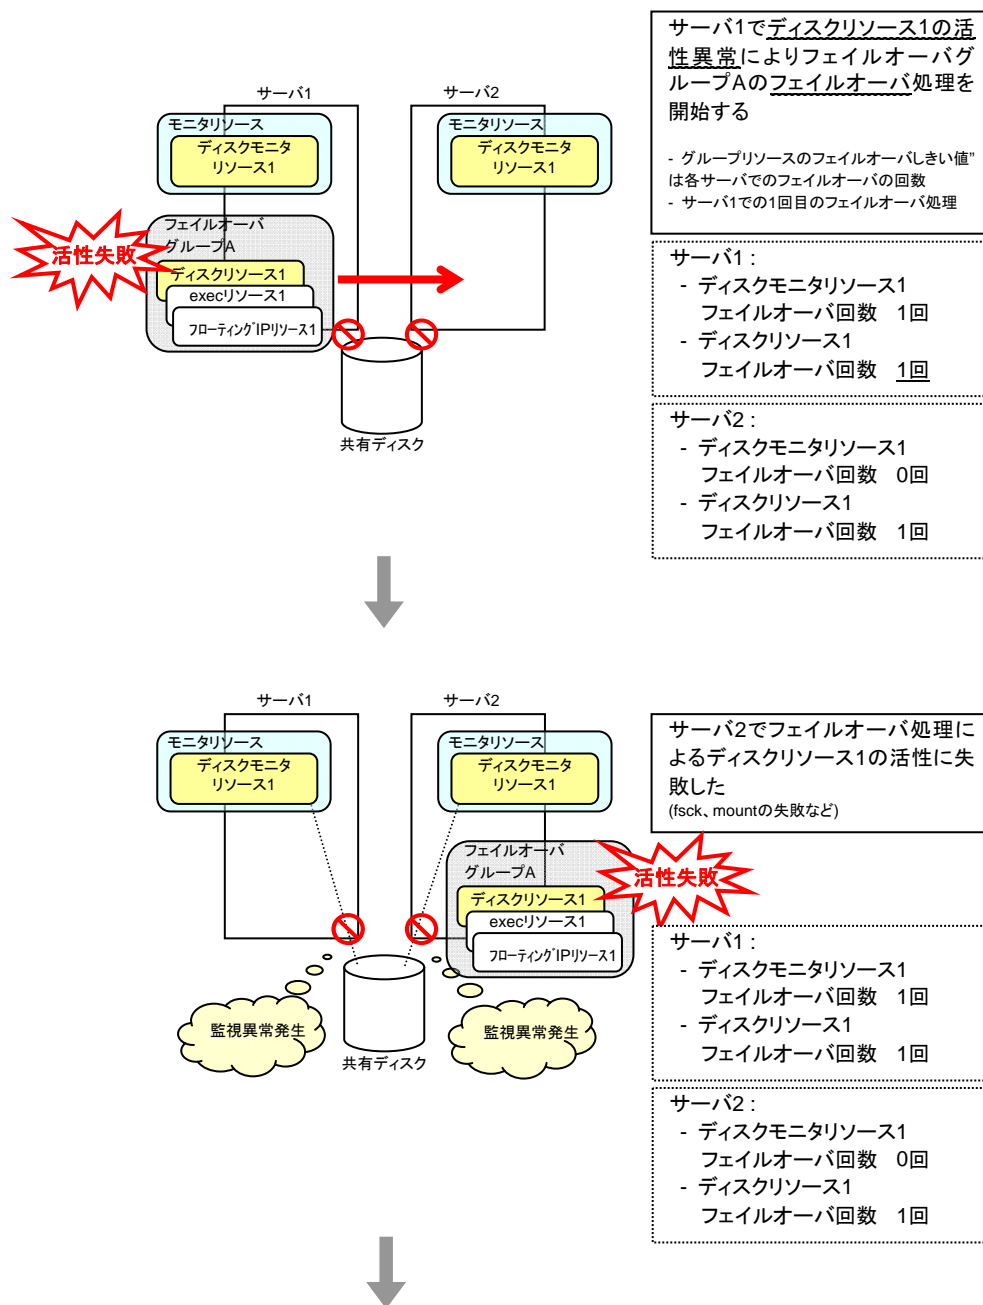 サーバ1でディスクリソース1の活
性異常によりフェイルオーバグ
ループAのフェイルオーバ処理を
開始する
- グループリソースのフェイルオーバしきい値”
は各サーバでのフェイルオーバの回数
- サーバ1での1回目のフェイルオーバ処理
サーバ1
サーバ2
モニタリソース
ディスクモニタ
リソース1
モニタリソース
ディスクモニタ
リソース1
活性失敗
フェイルオーバ
グループA
ディスクリソース1
execリソース1
フローティングIPリソース1
共有ディスク
サーバ1 :
- ディスクモニタリソース1
フェイルオーバ回数 1回
- ディスクリソース1
フェイルオーバ回数 1回
サーバ2 :
- ディスクモニタリソース1
フェイルオーバ回数 0回
- ディスクリソース1
フェイルオーバ回数 1回
サーバ1
サーバ2
モニタリソース
ディスクモニタ
リソース1
モニタリソース
ディスクモニタ
リソース1
サーバ2でフェイルオーバ処理に
よるディスクリソース1の活性に失
敗した
(fsck、mountの失敗など)
フェイルオーバ
グループA
活性失敗
ディスクリソース1
execリソース1
フローティングIPリソース1
監視異常発生
監視異常発生
共有ディスク
サーバ1 :
- ディスクモニタリソース1
フェイルオーバ回数 1回
- ディスクリソース1
フェイルオーバ回数 1回
サーバ2 :
- ディスクモニタリソース1
フェイルオーバ回数 0回
- ディスクリソース1
フェイルオーバ回数 1回